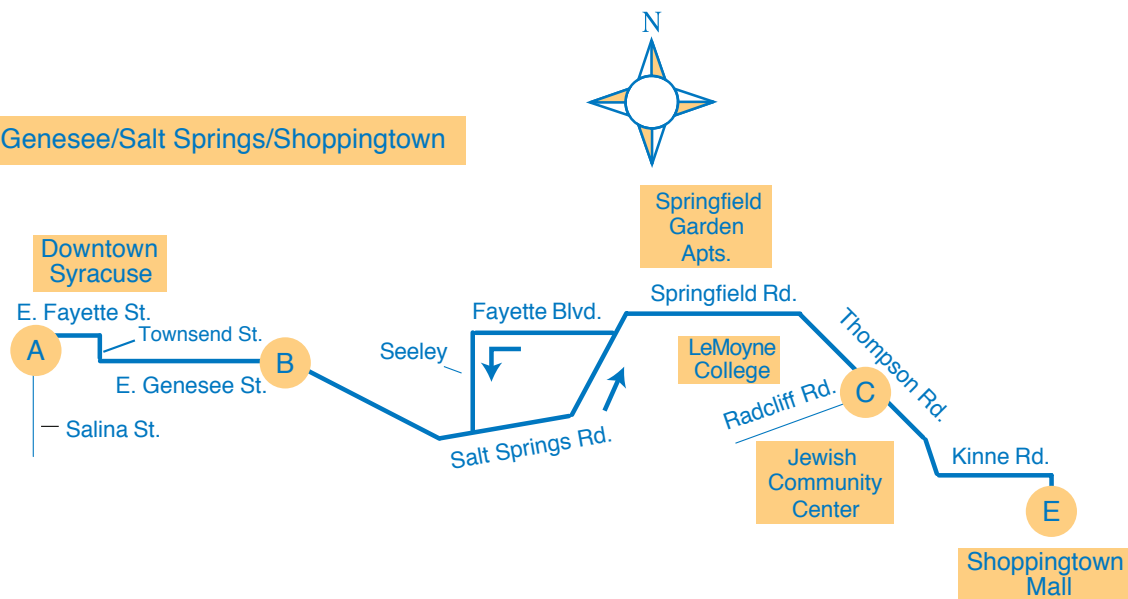 N
Genesee/Salt Springs/Shoppingtown
Springfield
Garden
Apts.
Downtown
Syracuse
E. Fayette St.
Townsend St.
A
B
E. Genesee St.
Salina St.
Fayette Blvd.
Seeley
Salt Springs Rd.
Springfield Rd.
LeMoyne
College
Thompson Rd.
Radcliff Rd.
C
Jewish
Community
Center
Kinne Rd.
E
Shoppingtown
Mall